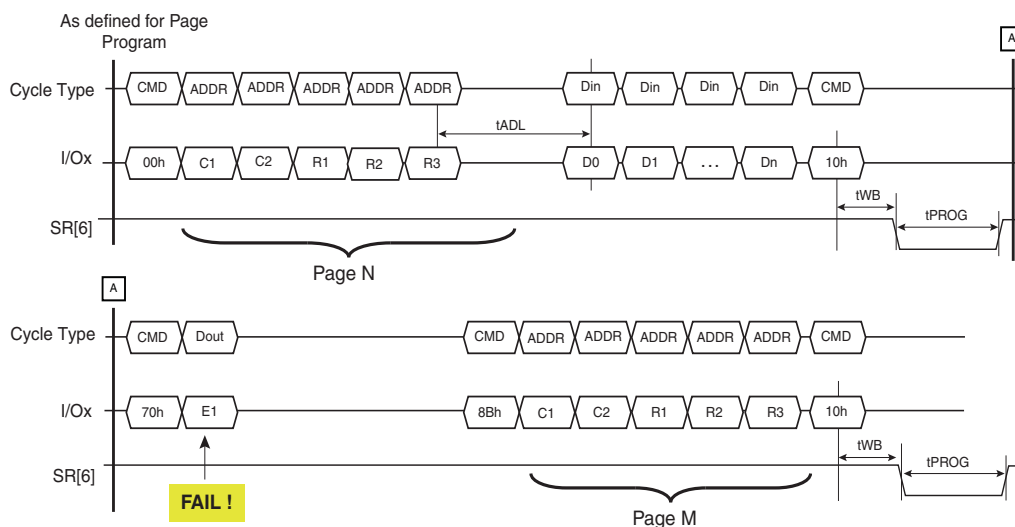 As defined for Page
Program
A
Cycle Type CMD ADDR ADDR ADDR ADDR ADDR Din Din Din Din CMD
tADL
I/Ox 00h C1 C2 R1 R2 R3 D0 D1 ... Dn 10h
tWB
tPROG
SR[6]
Page N
A
Cycle Type CMD Dout CMD ADDR ADDR ADDR ADDR ADDR CMD
I/Ox 70h E1 8Bh C1 C2 R1 R2 R3 10h
tWB
tPROG
SR[6]
FAIL !
Page M